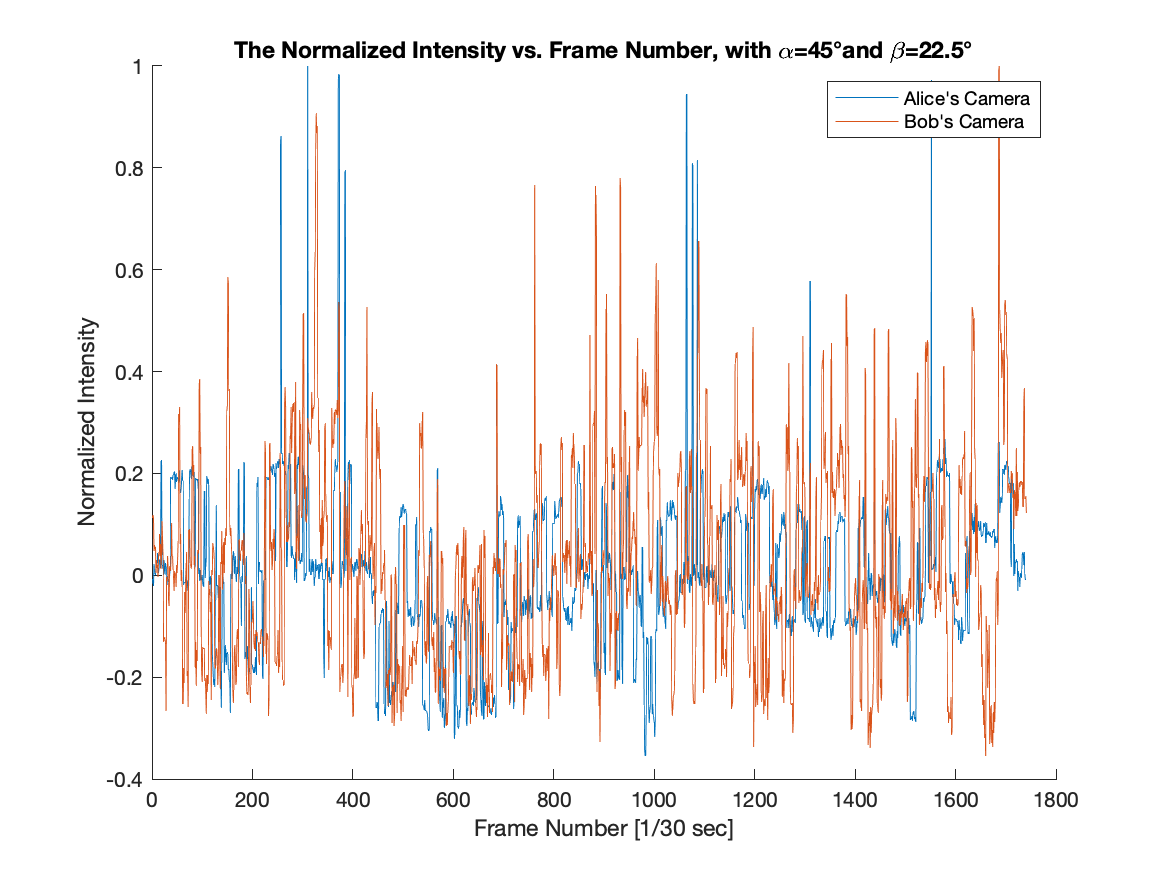 The Normalized Intensity vs. Frame Number, with α=45°and β=22.5°
Alice's Camera
Bob's Camera
1
0.8
0.6
0.4
0.2
0
-0.2
-0.4
Normalized Intensity
0 200 400 600 800 1000 1200 1400 1600 1800
Frame Number [1/30 sec]